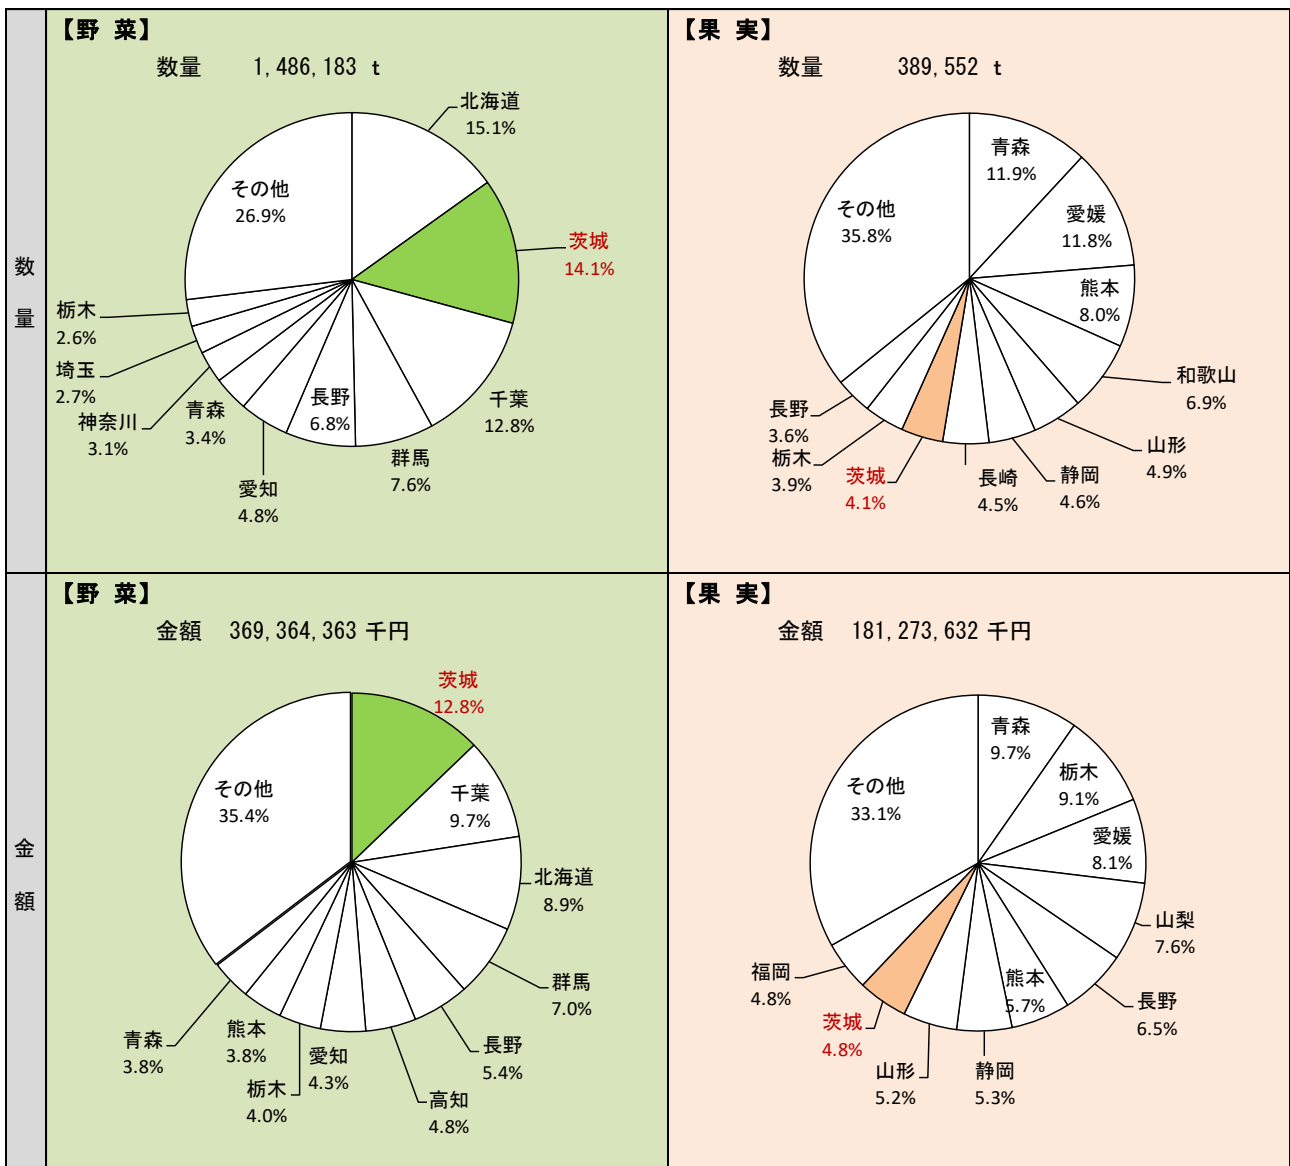 数
量
【野 菜】
数量 1,486,183 t
北海道
15.1%
茨城
14.1%
千葉
12.8%
群馬
7.6%
長野
6.8%
愛知
4.8%
青森
3.4%
神奈川
3.1%
埼玉
2.7%
栃木
2.6%
その他
26.9%
【果 実】
数量 389,552 t
青森
11.9%
愛媛
11.8%
熊本
8.0%
和歌山
6.9%
山形
4.9%
静岡
4.6%
長崎
4.5%
茨城
4.1%
栃木
3.9%
長野
3.6%
その他
35.8%
金
額
【野 菜】
金額 369,364,363 千円
茨城
12.8%
千葉
9.7%
北海道
8.9%
群馬
7.0%
長野
5.4%
高知
4.8%
愛知
4.3%
栃木
4.0%
熊本
3.8%
青森
3.8%
その他
35.4%
【果 実】
金額 181,273,632 千円
青森
9.7%
栃木
9.1%
愛媛
8.1%
山梨
7.6%
長野
6.5%
熊本
5.7%
静岡
5.3%
山形
5.2%
茨城
4.8%
福岡
4.8%
その他
33.1%